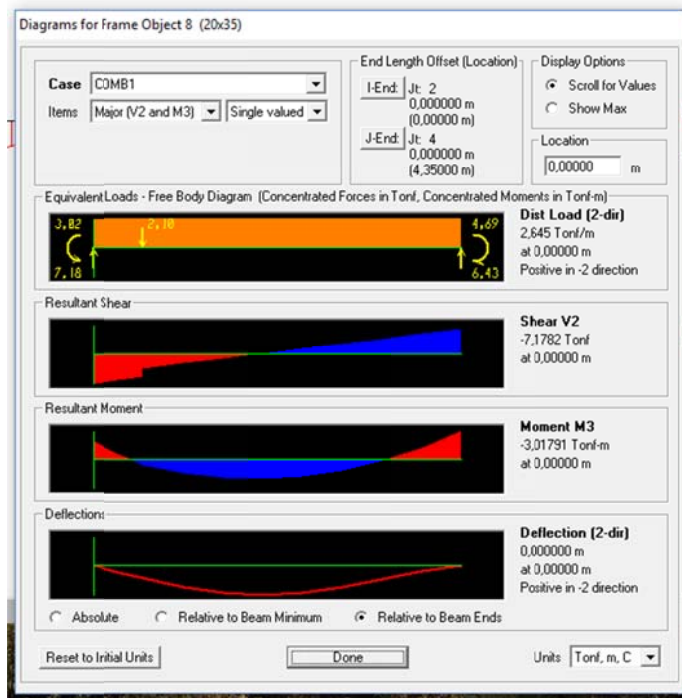 Diagrams for Frame Object 8 (20x35)
Case COMB1
Items Major (V2 and M3) Single valued
End Length Offset (Location)
I-End: Jt: 2
0,000000 m
(0,00000 m)
J-End: Jt: 4
0,000000 m
(4,35000 m)
Display Options
Scroll for Values
Show Max
Location
0,00000 m
Equivalent Loads - Free Body Diagram (Concentrated Forces in Tonf, Concentrated Moments in Tonf-m)
3.02 2.10 4.69
7.18 6.43
Dist Load (2-dir)
2,645 Tonf/m
at 0,00000 m
Positive in -2 direction
Resultant Shear
Shear V2
-7,1782 Tonf
at 0,00000 m
Resultant Moment
Moment M3
-3,01791 Tonf-m
at 0,00000 m
Deflections
Deflection (2-dir)
0,000000 m
at 0,00000 m
Positive in -2 direction
Absolute Relative to Beam Minimum Relative to Beam Ends
Reset to Initial Units Done Units Tonf, m, C